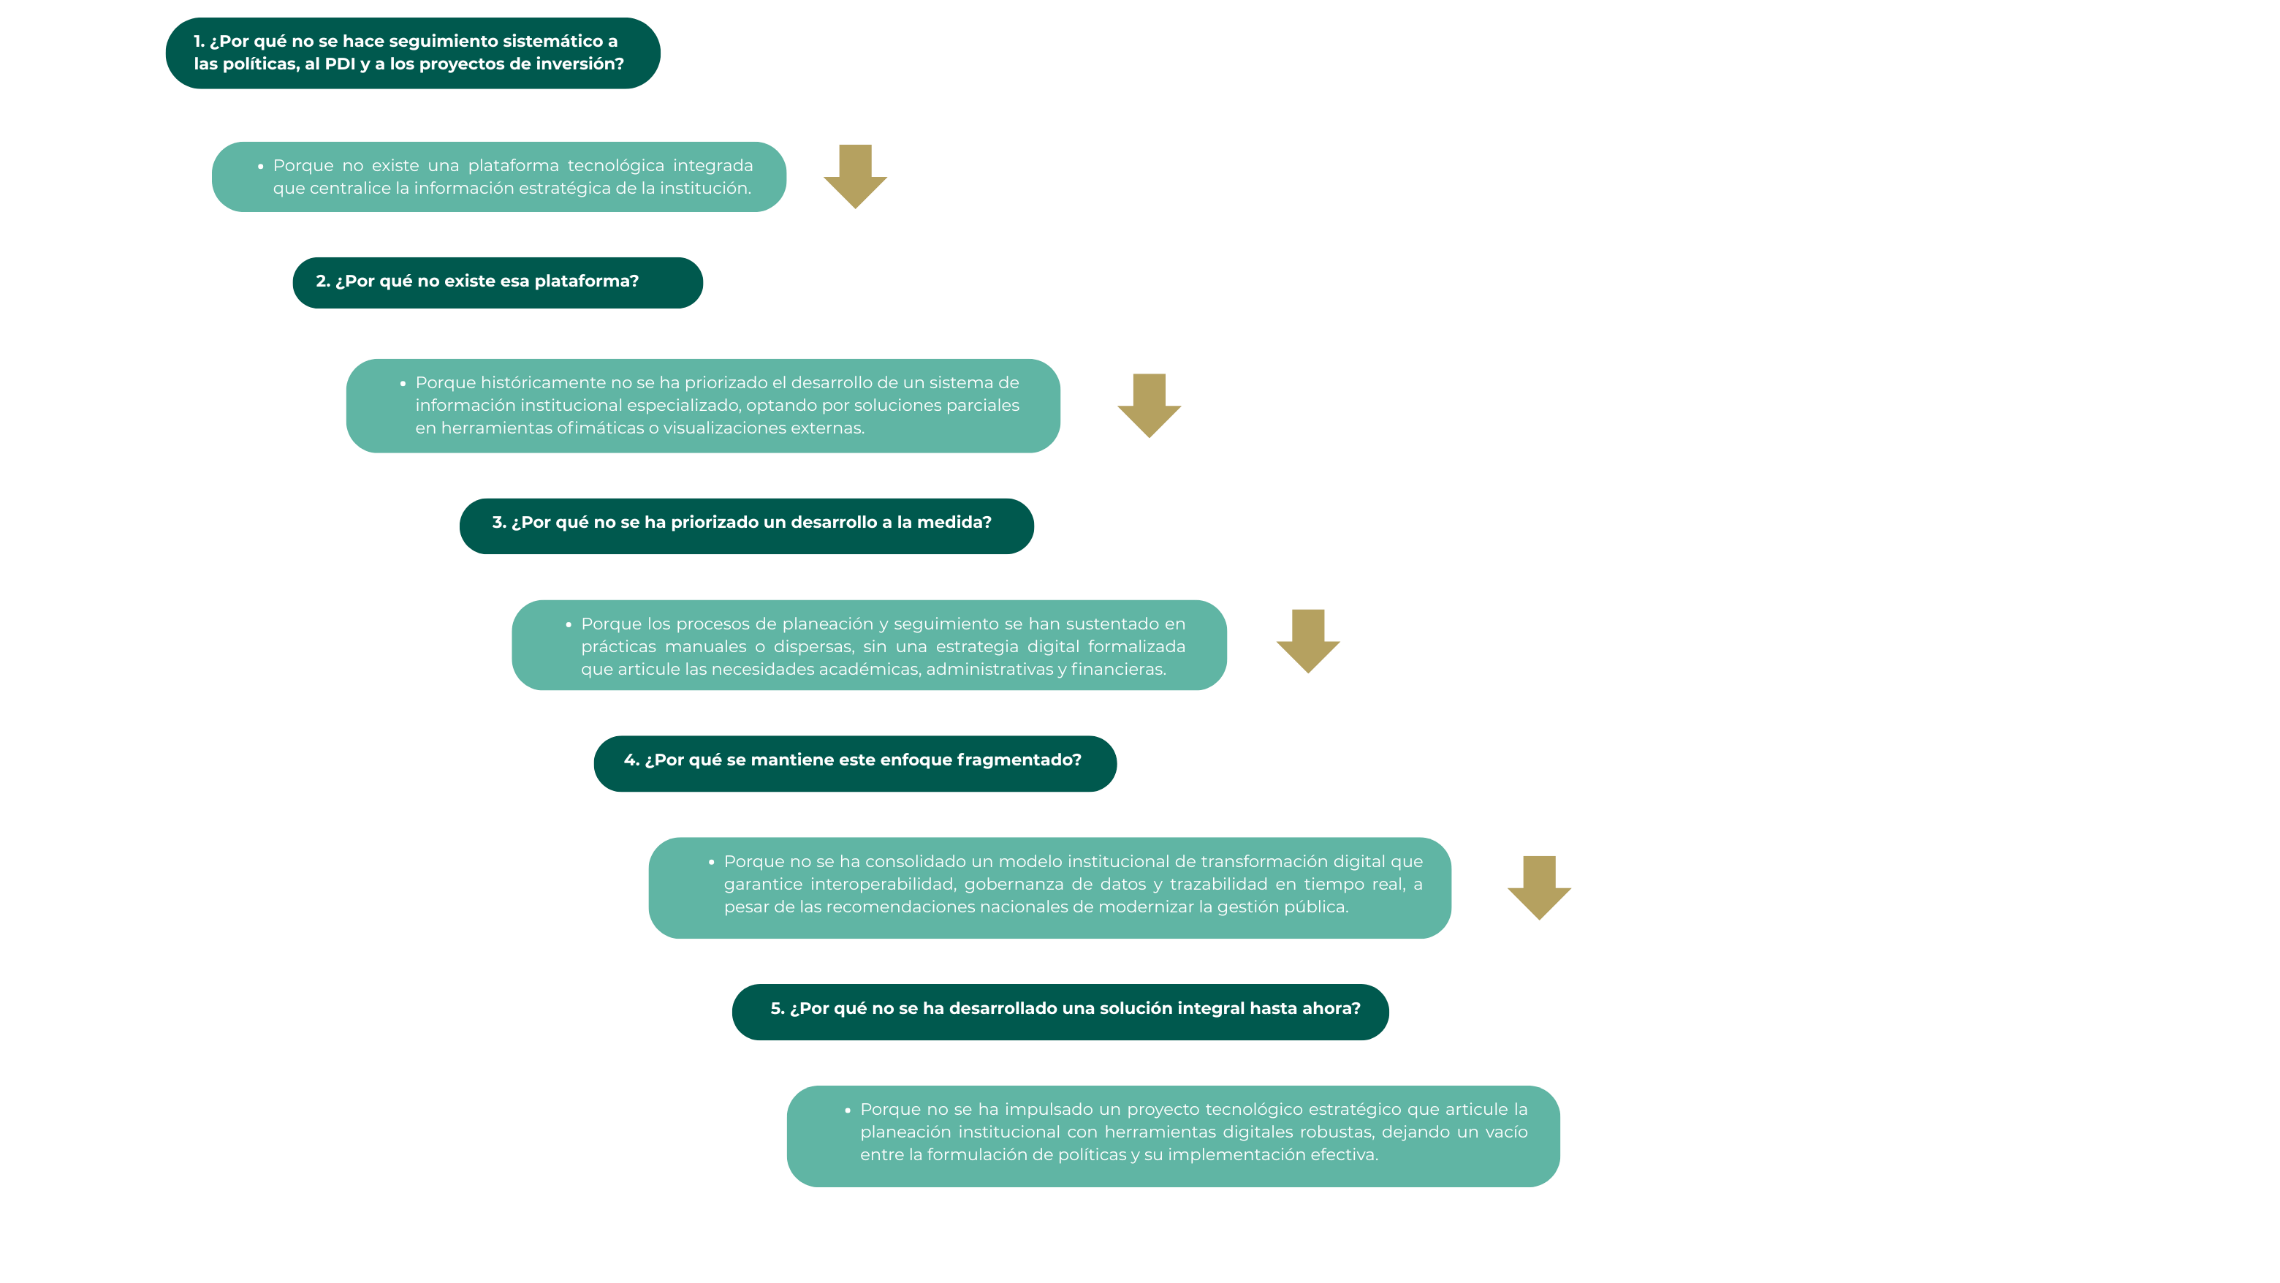 1. ¿Por qué no se hace seguimiento sistemático a
las políticas, al PDI y a los proyectos de inversión?
• Porque no existe una plataforma tecnológica integrada
que centralice la información estratégica de la institución.
2. ¿Por qué no existe esa plataforma?
• Porque históricamente no se ha priorizado el desarrollo de un sistema de
información institucional especializado, optando por soluciones parciales
en herramientas ofimáticas o visualizaciones externas.
3. ¿Por qué no se ha priorizado un desarrollo a la medida?
• Porque los procesos de planeación y seguimiento se han sustentado en
prácticas manuales o dispersas, sin una estrategia digital formalizada
que articule las necesidades académicas, administrativas y financieras.
4. ¿Por qué se mantiene este enfoque fragmentado?
• Porque no se ha consolidado un modelo institucional de transformación digital que
garantice interoperabilidad, gobernanza de datos y trazabilidad en tiempo real, a
pesar de las recomendaciones nacionales de modernizar la gestión pública.
5. ¿Por qué no se ha desarrollado una solución integral hasta ahora?
• Porque no se ha impulsado un proyecto tecnológico estratégico que articule la
planeación institucional con herramientas digitales robustas, dejando un vacío
entre la formulación de políticas y su implementación efectiva.